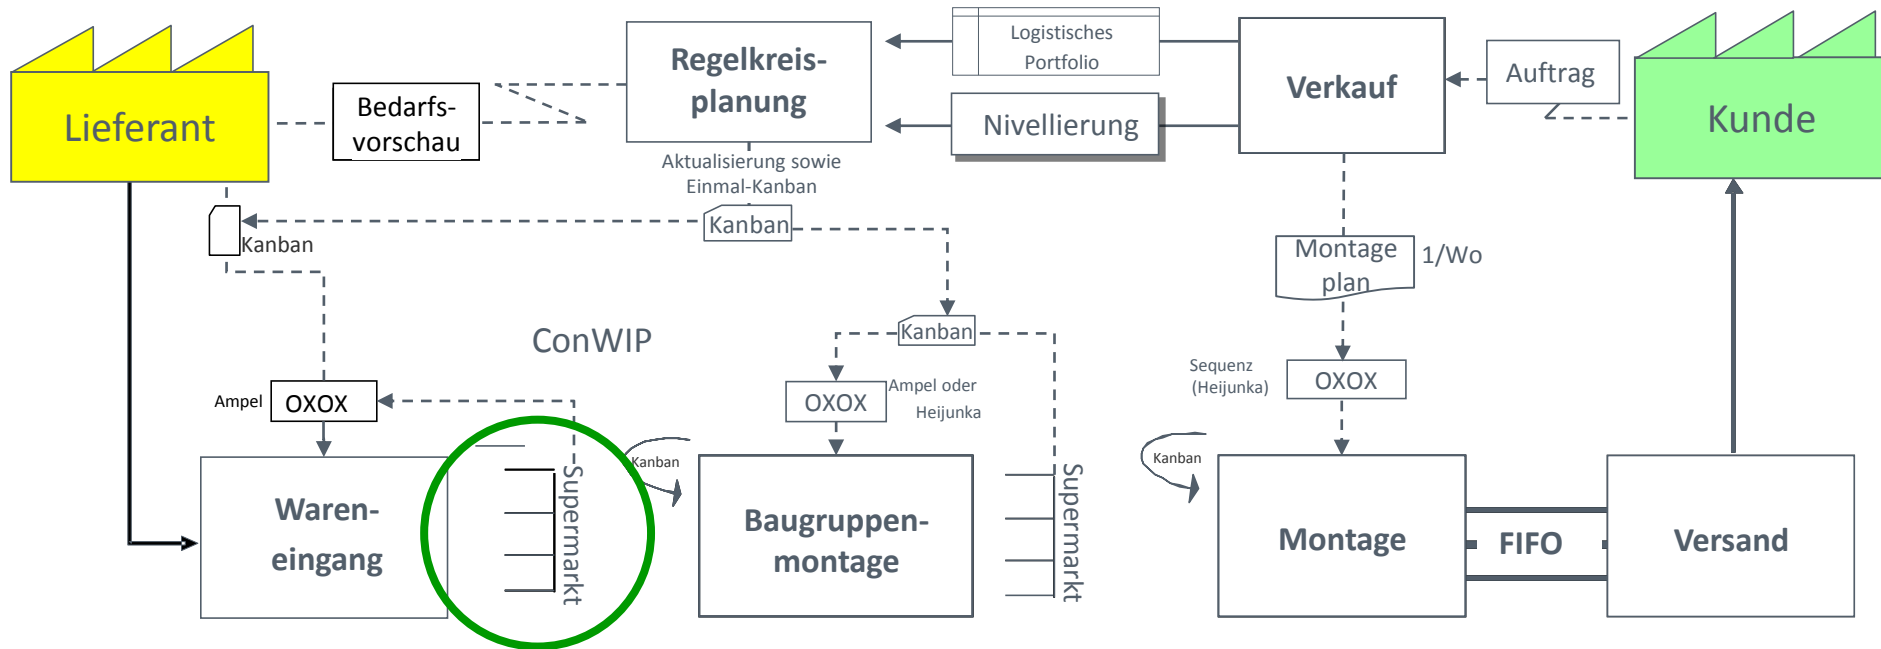 Lieferant
Bedarfs-
vorschau
Regelkreis-
planung
Logistisches
Portfolio
Nivellierung
Verkauf
Auftrag
Kunde
Aktualisierung sowie
Einmal-Kanban
Kanban
Kanban
Montage
plan
1/Wo
ConWIP
Kanban
Ampel
OXOX
OXOX
Ampel oder
Heijunka
Sequenz
(Heijunka)
OXOX
Waren-
eingang
Supermarkt
Kanban
Baugruppen-
montage
Supermarkt
Kanban
Montage
FIFO
Versand